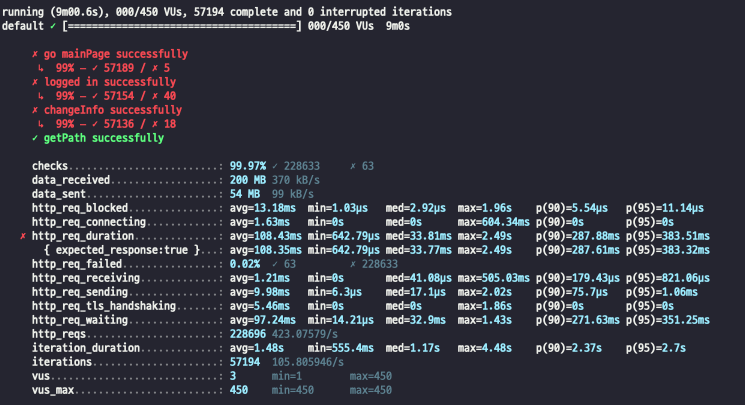 running (9m00.6s), 000/450 VUs, 57194 complete and 0 interrupted iterations
default ✓ [======================================] 000/450 VUs  9m0s
✗ go mainPage successfully
↳  99% — ✓ 57189 / ✗ 5
✗ logged in successfully
↳  99% — ✓ 57154 / ✗ 40
✗ changeInfo successfully
↳  99% — ✓ 57136 / ✗ 18
✓ getPath successfully
checks.........................: 99.97% ✓ 228633     ✗ 63
data_received..................: 200 MB 370 kB/s
data_sent......................: 54 MB  99 kB/s
http_req_blocked...............: avg=13.18ms  min=1.03µs   med=2.92µs  max=1.96s    p(90)=5.54µs   p(95)=11.14µs
http_req_connecting............: avg=1.63ms   min=0s       med=0s      max=604.34ms p(90)=0s       p(95)=0s
✗ http_req_duration..............: avg=108.43ms min=642.79µs med=33.81ms max=2.49s    p(90)=287.88ms p(95)=383.51ms
{ expected_response:true }...: avg=108.35ms min=642.79µs med=33.77ms max=2.49s    p(90)=287.61ms p(95)=383.32ms
http_req_failed................: 0.02%  ✓ 63         ✗ 228633
http_req_receiving.............: avg=1.21ms   min=0s       med=41.08µs max=505.03ms p(90)=179.43µs p(95)=821.06µs
http_req_sending...............: avg=9.98ms   min=6.3µs    med=17.1µs  max=2.02s    p(90)=75.7µs   p(95)=1.06ms
http_req_tls_handshaking.......: avg=5.46ms   min=0s       med=0s      max=1.86s    p(90)=0s       p(95)=0s
http_req_waiting...............: avg=97.24ms  min=14.21µs  med=32.9ms  max=1.43s    p(90)=271.63ms p(95)=351.25ms
http_reqs......................: 228696 423.07579/s
iteration_duration.............: avg=1.48s    min=555.4ms  med=1.17s   max=4.48s    p(90)=2.37s    p(95)=2.7s
iterations.....................: 57194  105.805946/s
vus............................: 3      min=1        max=450
vus_max........................: 450    min=450      max=450